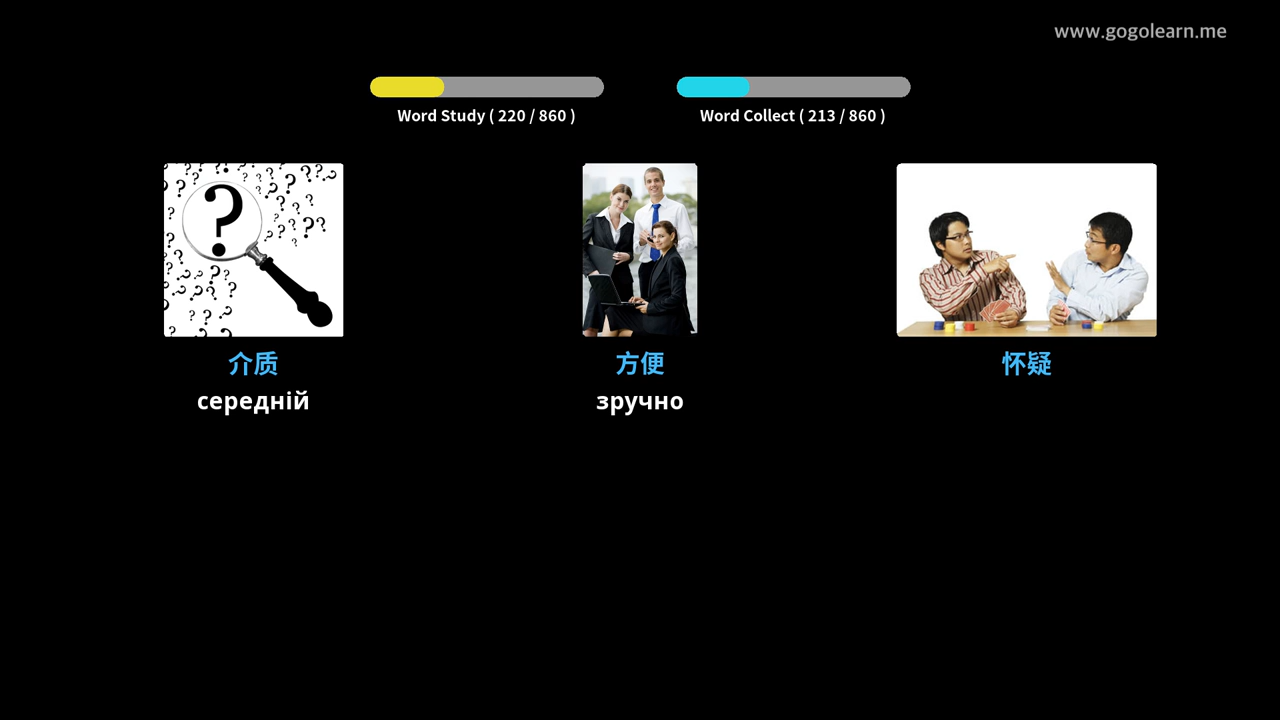 www.gogolearn.me
Word Study ( 220 / 860 )
Word Collect ( 213 / 860 )
介质
方便
怀疑
середній
зручно